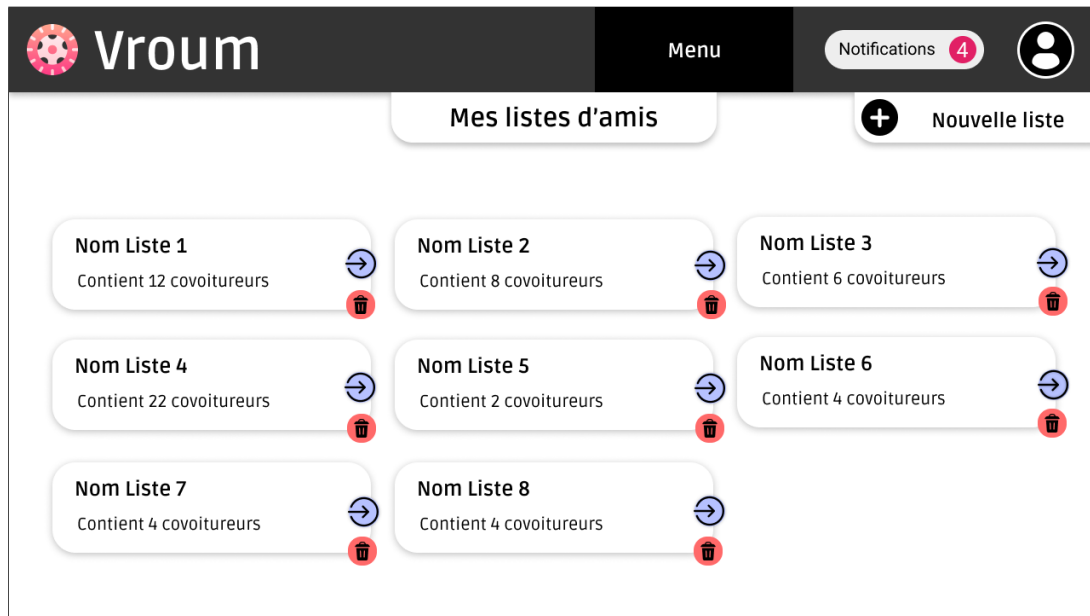 Vroum
Menu
Notifications 4
Mes listes d'amis
Nouvelle liste
Nom Liste 1
Contient 12 covoitureurs
Nom Liste 2
Contient 8 covoitureurs
Nom Liste 3
Contient 6 covoitureurs
Nom Liste 4
Contient 22 covoitureurs
Nom Liste 5
Contient 2 covoitureurs
Nom Liste 6
Contient 4 covoitureurs
Nom Liste 7
Contient 4 covoitureurs
Nom Liste 8
Contient 4 covoitureurs